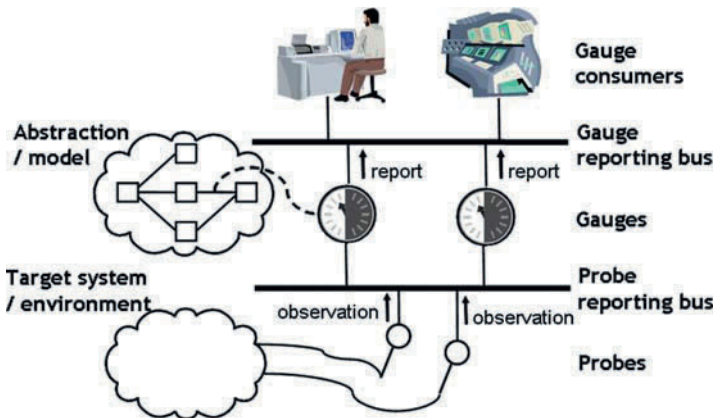 Gauge
consumers
Abstraction
/ model
Gauge
reporting bus
report
report
Gauges
Target system
/ environment
Probe
reporting bus
observation
observation
Probes